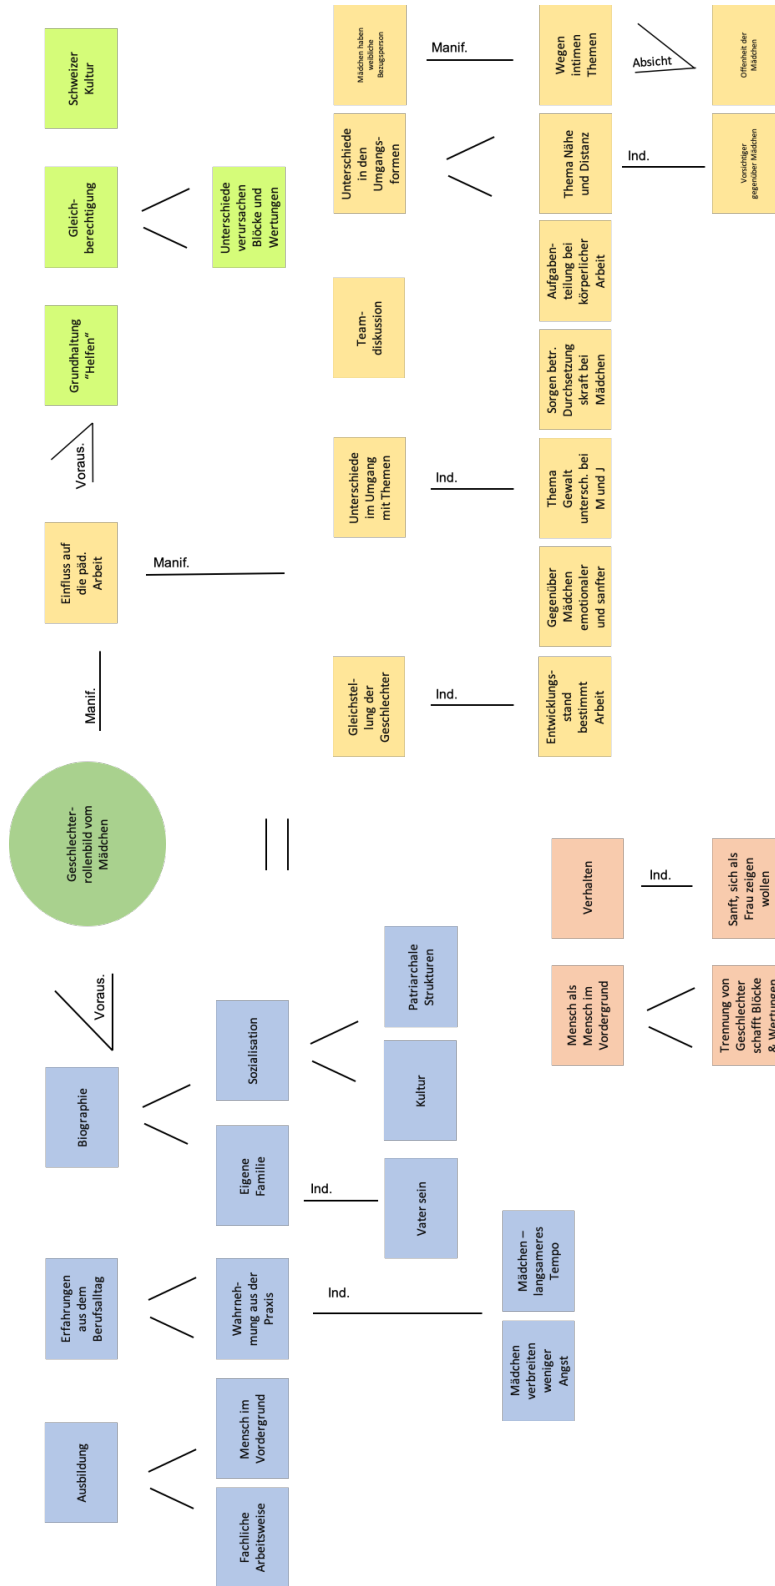 Ausbildung
Erfahrungen
aus dem
Berufsalltag
Biographie
Voraus.
Geschlechter-
rollenbild vom
Mädchen
Manif.
Einfluss auf
die päd.
Arbeit
Voraus.
Grundhaltung
“Helfen”
Gleich-
berechtigung
Schweizer
Kultur
Fachliche
Arbeitsweise
Mensch im
Vordergrund
Wahrneh-
mung aus der
Praxis
Eigene
Familie
Sozialisation
Manif.
Unterschiede
verursachen
Blöcke und
Wertungen
Ind.
Ind.
Vater sein
Kultur
Patriarchale
Strukturen
Gleichstel-
lung der
Geschlechter
Unterschiede
im Umgang
mit Themen
Team-
diskussion
Unterschiede
in den
Umgangs-
formen
Mädchen haben
weibliche
Bezugsperson
Ind.
Ind.
Manif.
Mädchen
verbreiten
weniger
Angst
Mädchen –
langsameres
Tempo
Mensch als
Mensch im
Vordergrund
Verhalten
Entwicklungs-
stand
bestimmt
Arbeit
Gegenüber
Mädchen
emotionaler
und sanfter
Thema
Gewalt
untersch. bei
M und J
Sorgen betr.
Durchsetzung
skraft bei
Mädchen
Aufgaben-
teilung bei
körperlicher
Arbeit
Thema Nähe
und Distanz
Wegen
intimen
Themen
Ind.
Ind.
Absicht
Trennung von
Geschlechter
schafft Blöcke
& Wertungen
Sanft, sich als
Frau zeigen
wollen
Vorsichtiger
gegenüber Mädchen
Offenheit der
Mädchen